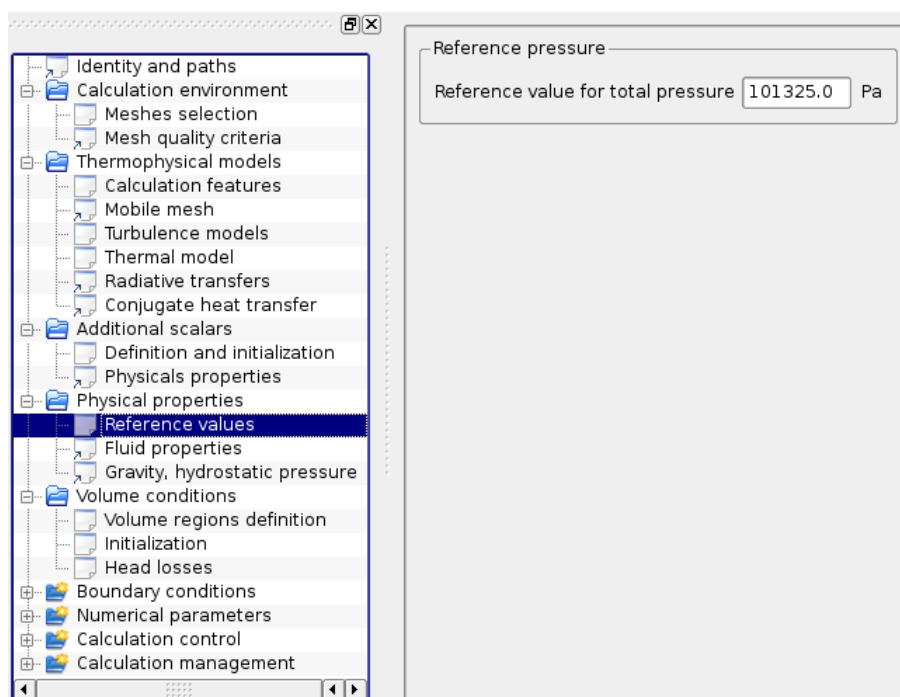 Identity and paths
Calculation environment
Meshes selection
Mesh quality criteria
Thermophysical models
Calculation features
Mobile mesh
Turbulence models
Thermal model
Radiative transfers
Conjugate heat transfer
Additional scalars
Definition and initialization
Physicals properties
Physical properties
Reference values
Fluid properties
Gravity, hydrostatic pressure
Volume conditions
Volume regions definition
Initialization
Head losses
Boundary conditions
Numerical parameters
Calculation control
Calculation management
Reference pressure
Reference value for total pressure 101325.0 Pa